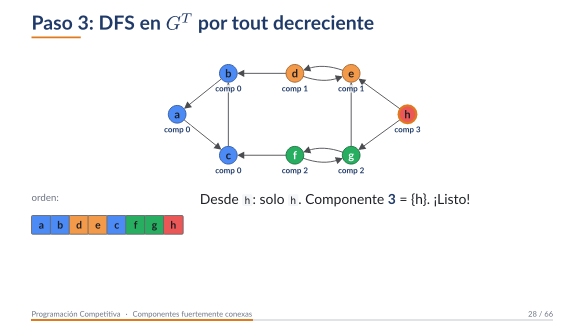 Paso 3: DFS en G^T por tout decreciente
b
d
e
comp 0
comp 1
comp 1
a
h
comp 0
comp 3
c
f
g
comp 0
comp 2
comp 2
orden:
Desde h: solo h. Componente 3 = {h}. ¡Listo!
a b d e c f g h
Programación Competitiva · Componentes fuertemente conexas
28 / 66